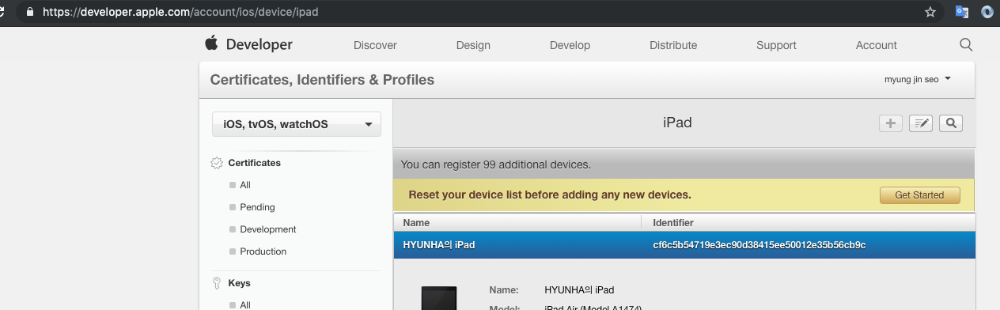 https://developer.apple.com/account/ios/device/ipad
Developer Discover Design Develop Distribute Support Account
Certificates, Identifiers & Profiles myung jin seo
iOS, tvOS, watchOS
Certificates
All
Pending
Development
Production
Keys
All
iPad
You can register 99 additional devices.
Reset your device list before adding any new devices. Get Started
Name Identifier
HYUNHA의 iPad cf6c5b54719e3ec90d38415ee50012e35b56cb9c
Name: HYUNHA의 iPad
Model: iPad Air (Model A1474)